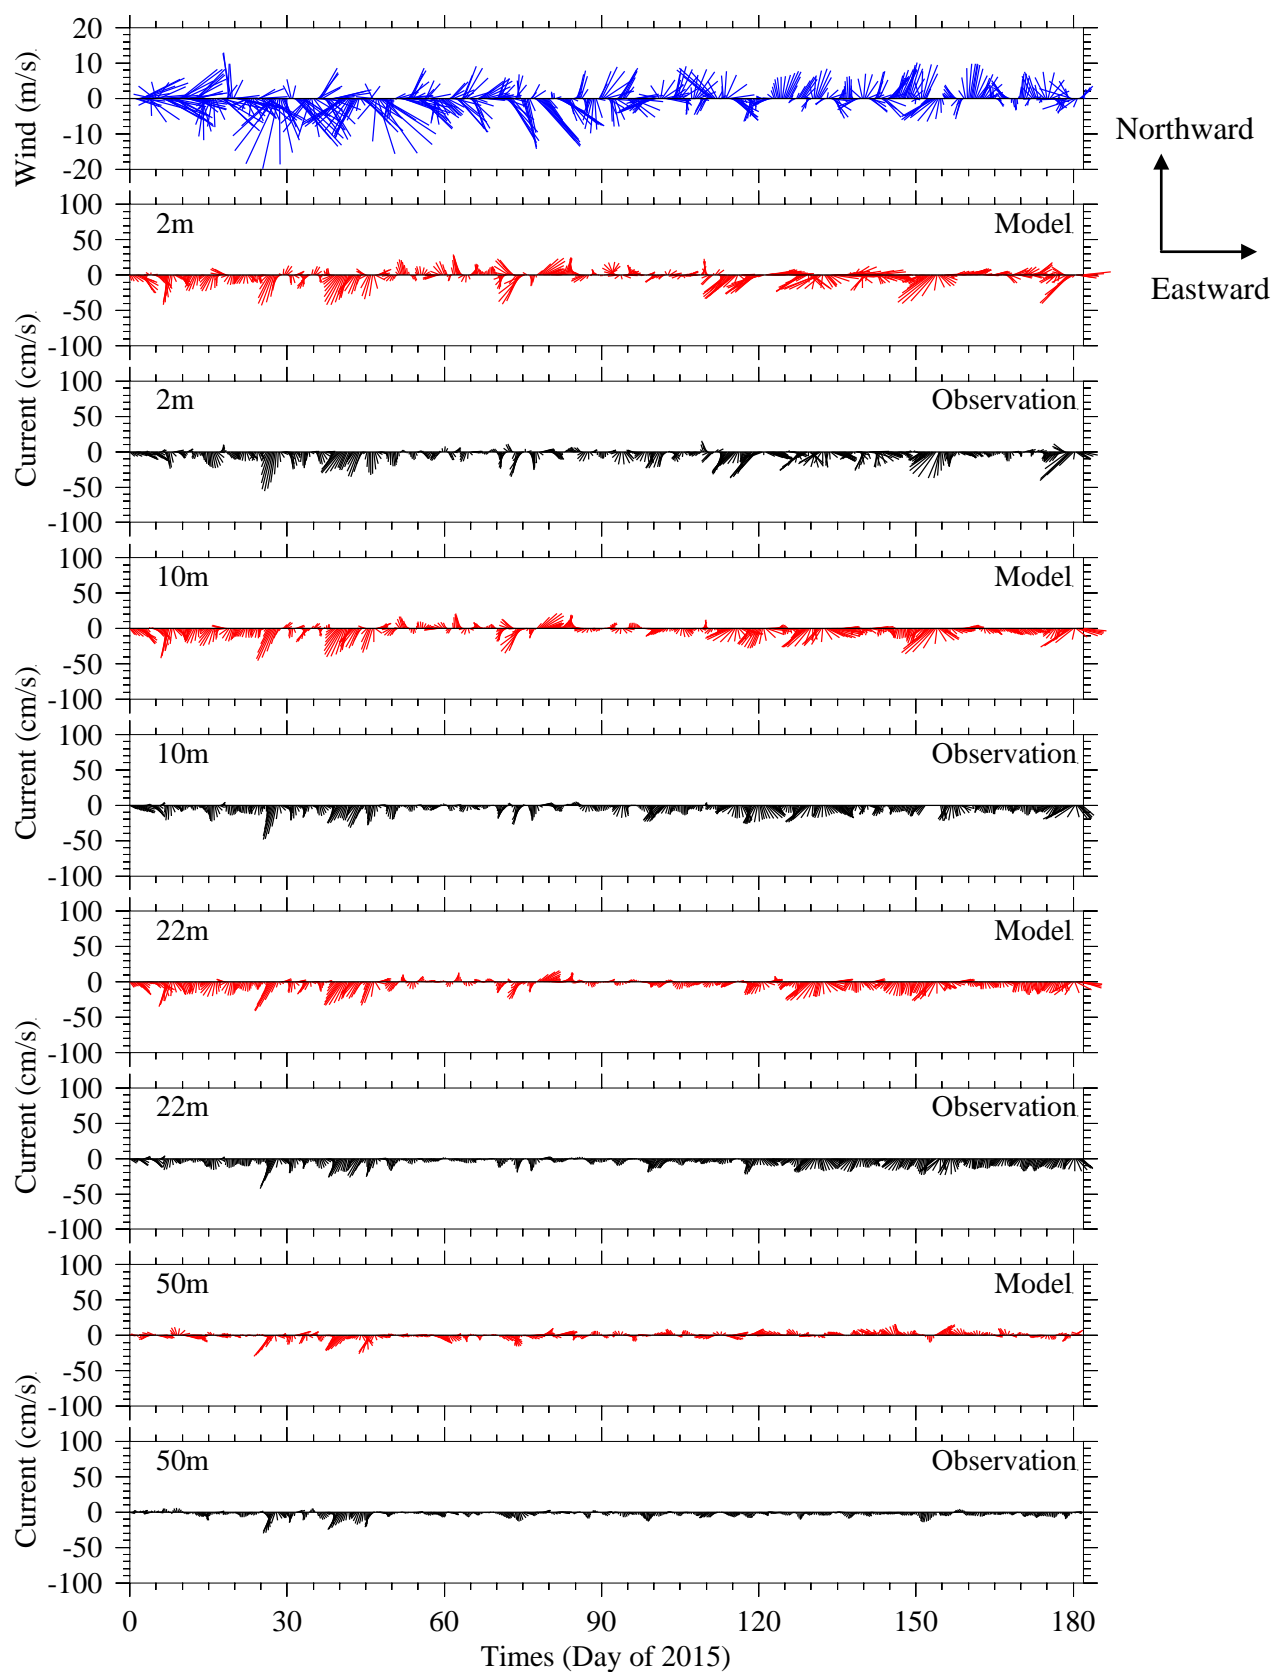 20
10
0
-10
-20
Wind (m/s)
Northward
Eastward
100
50
0
-50
-100
2m
Model
Current (cm/s)
100
50
0
-50
-100
2m
Observation
100
50
0
-50
-100
10m
Model
Current (cm/s)
100
50
0
-50
-100
10m
Observation
100
50
0
-50
-100
22m
Model
Current (cm/s)
100
50
0
-50
-100
22m
Observation
100
50
0
-50
-100
50m
Model
Current (cm/s)
100
50
0
-50
-100
50m
Observation
0 30 60 90 120 150 180
Times (Day of 2015)